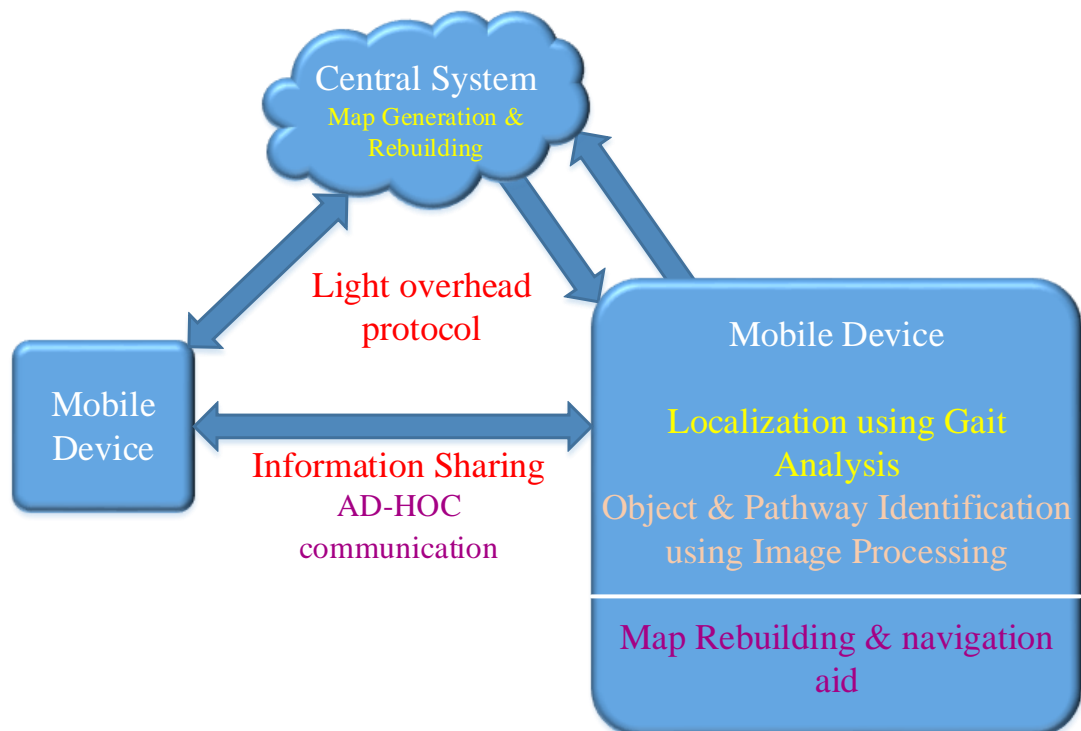 Central System
Map Generation &
Rebuilding
Light overhead
protocol
Mobile
Device
Information Sharing
AD-HOC
communication
Mobile Device
Localization using Gait
Analysis
Object & Pathway Identification
using Image Processing
Map Rebuilding & navigation
aid